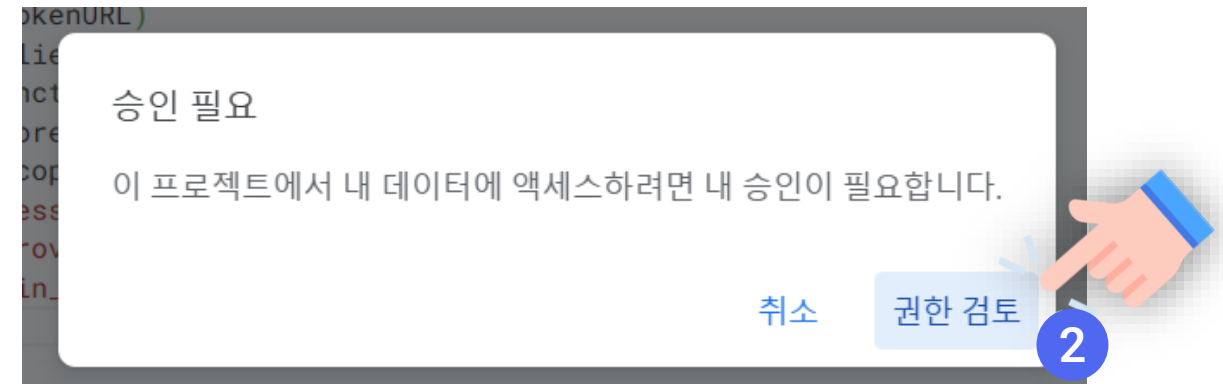 okenURL)
승인 필요
이 프로젝트에서 내 데이터에 액세스하려면 내 승인이 필요합니다.
취소 권한 검토
2